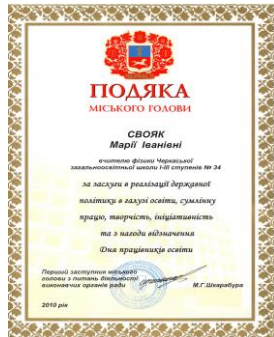 ПОДЯКА
МІСЬКОГО ГОЛОВИ
СВОЯК
Марії Іванівні
вчителю фізики Черкаської
загальноосвітньої школи І-ІІІ ступенів № 34
за заслуги в реалізації державної
політики в галузі освіти, сумлінну
працю, творчість, ініціативність
та з нагоди відзначення
Дня працівників освіти
Перший заступник міського
голови з питань діяльності
виконавчих органів ради М.Г.Шкарабура
2010 рік